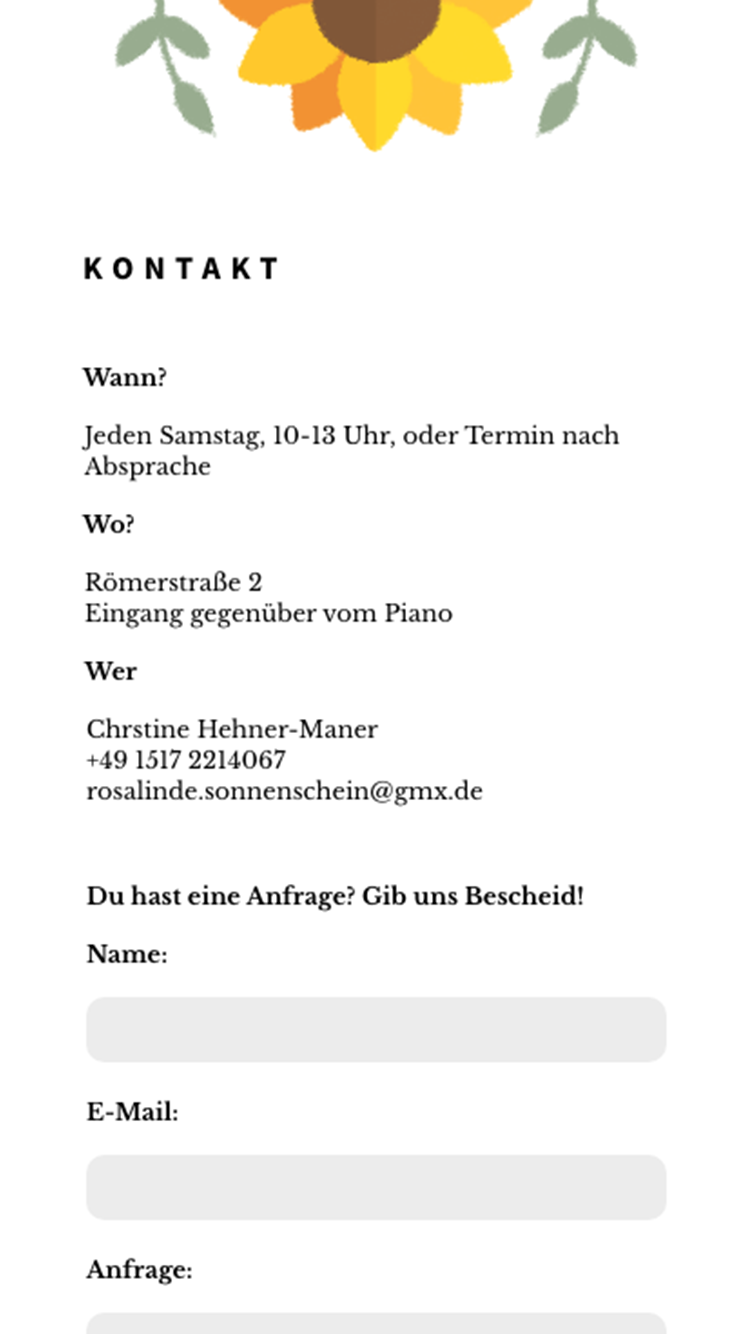 KONTAKT
Wann?
Jeden Samstag, 10-13 Uhr, oder Termin nach
Absprache
Wo?
Römerstraße 2
Eingang gegenüber vom Piano
Wer
Chrstine Hehner-Maner
+49 1517 2214067
rosalinde.sonnenschein@gmx.de
Du hast eine Anfrage? Gib uns Bescheid!
Name:
E-Mail:
Anfrage: